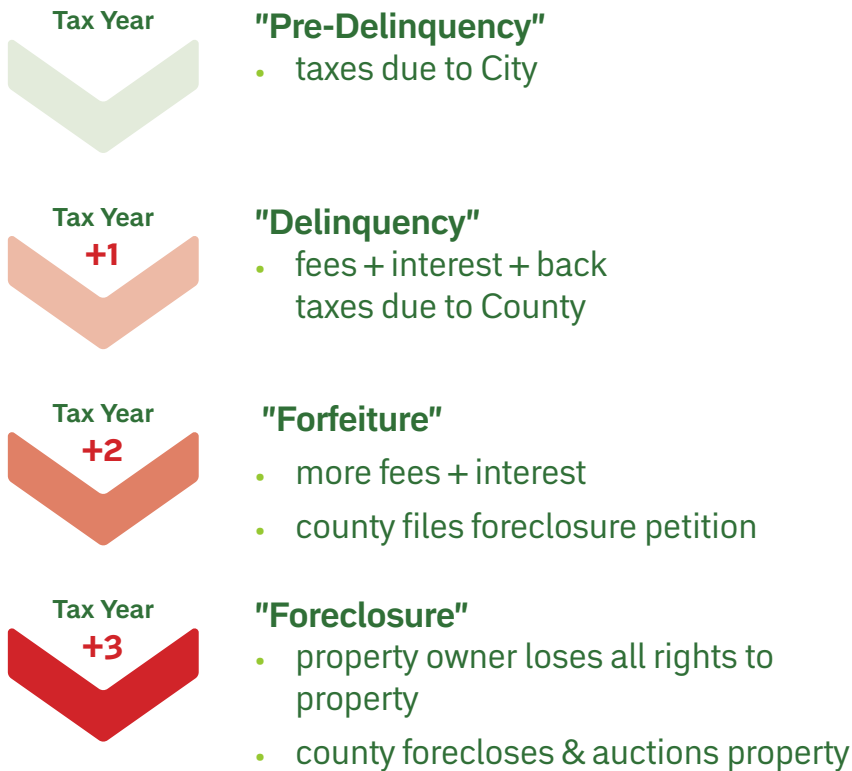 Tax Year
"Pre-Delinquency"
• taxes due to City
Tax Year
+1
"Delinquency"
• fees + interest + back
taxes due to County
Tax Year
+2
"Forfeiture"
• more fees + interest
• county files foreclosure petition
Tax Year
+3
"Foreclosure"
• property owner loses all rights to
property
• county forecloses & auctions property